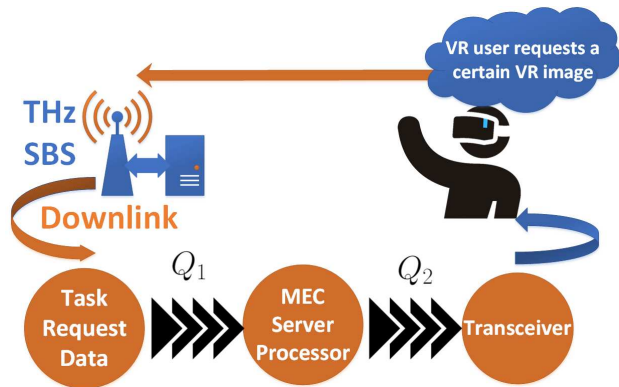 VR user requests a
certain VR image
THz
SBS
Downlink
Q1
Q2
Task
Request
Data
MEC
Server
Processor
Transceiver